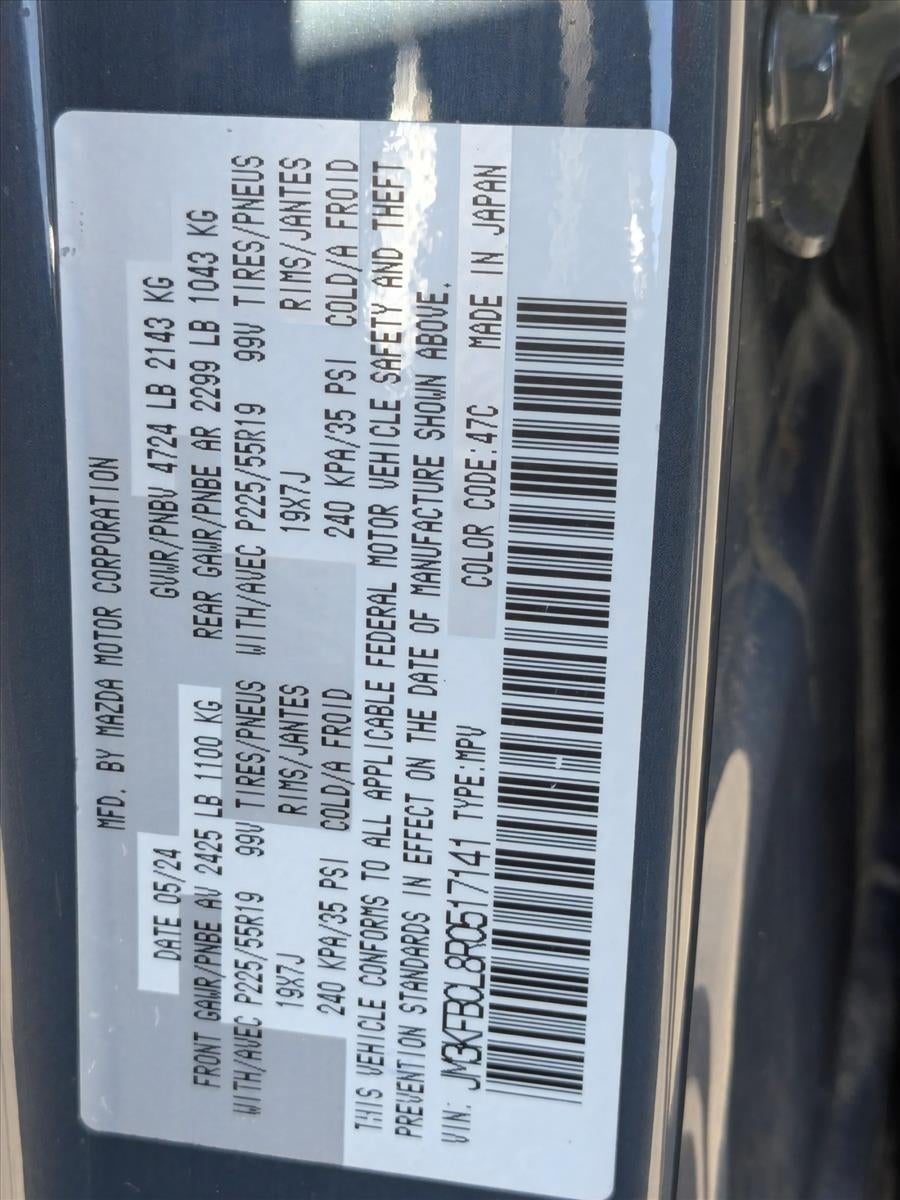 MFD. BY MAZDA MOTOR CORPORATION
DATE 05/24 GVWR/PNBV 4724 LB 2143 KG
FRONT GAWR/PNBE AV 2425 LB 1100 KG REAR GAWR/PNBE AR 2299 LB 1043 KG
WITH/AVEC P225/55R19 99V TIRES/PNEUS WITH/AVEC P225/55R19 99V TIRES/PNEUS
19X7J RIMS/JANTES 19X7J RIMS/JANTES
240 KPA/35 PSI COLD/A FROID 240 KPA/35 PSI COLD/A FROID
THIS VEHICLE CONFORMS TO ALL APPLICABLE FEDERAL MOTOR VEHICLE SAFETY AND THEFT
PREVENTION STANDARDS IN EFFECT ON THE DATE OF MANUFACTURE SHOWN ABOVE.
VIN: JM3KFBCL8R0517141 TYPE:MPV COLOR CODE:47C MADE IN JAPAN